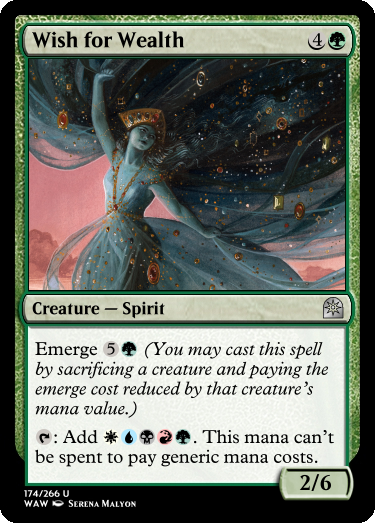 Wish for Wealth 4
Creature — Spirit
Emerge 5 (You may cast this spell
by sacrificing a creature and paying the
emerge cost reduced by that creature's
mana value.)
: Add . This mana can't
be spent to pay generic mana costs.
2/6
174/266 U
WAW SERENA MALYON